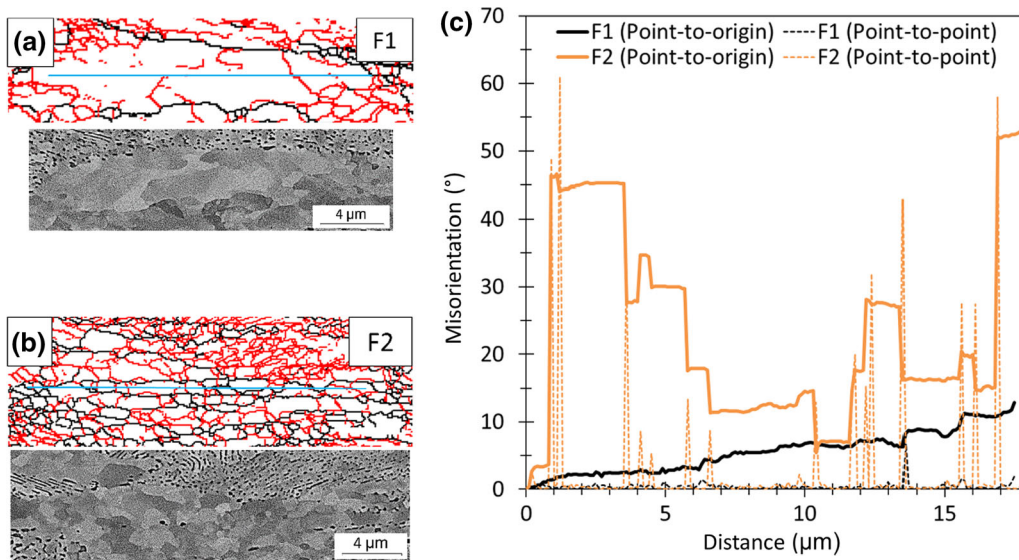 (a)
F1
4 µm
(b)
F2
4 µm
(c)
F1 (Point-to-origin)
F1 (Point-to-point)
F2 (Point-to-origin)
F2 (Point-to-point)
Misorientation (°)
70
60
50
40
30
20
10
0
0
5
10
15
Distance (µm)